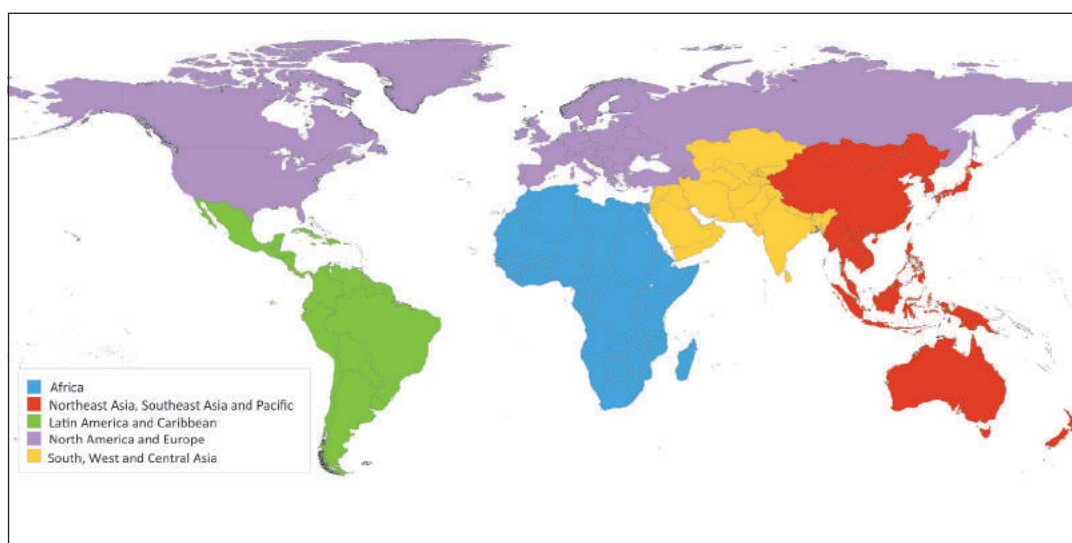 Africa
Northeast Asia, Southeast Asia and Pacific
Latin America and Caribbean
North America and Europe
South, West and Central Asia